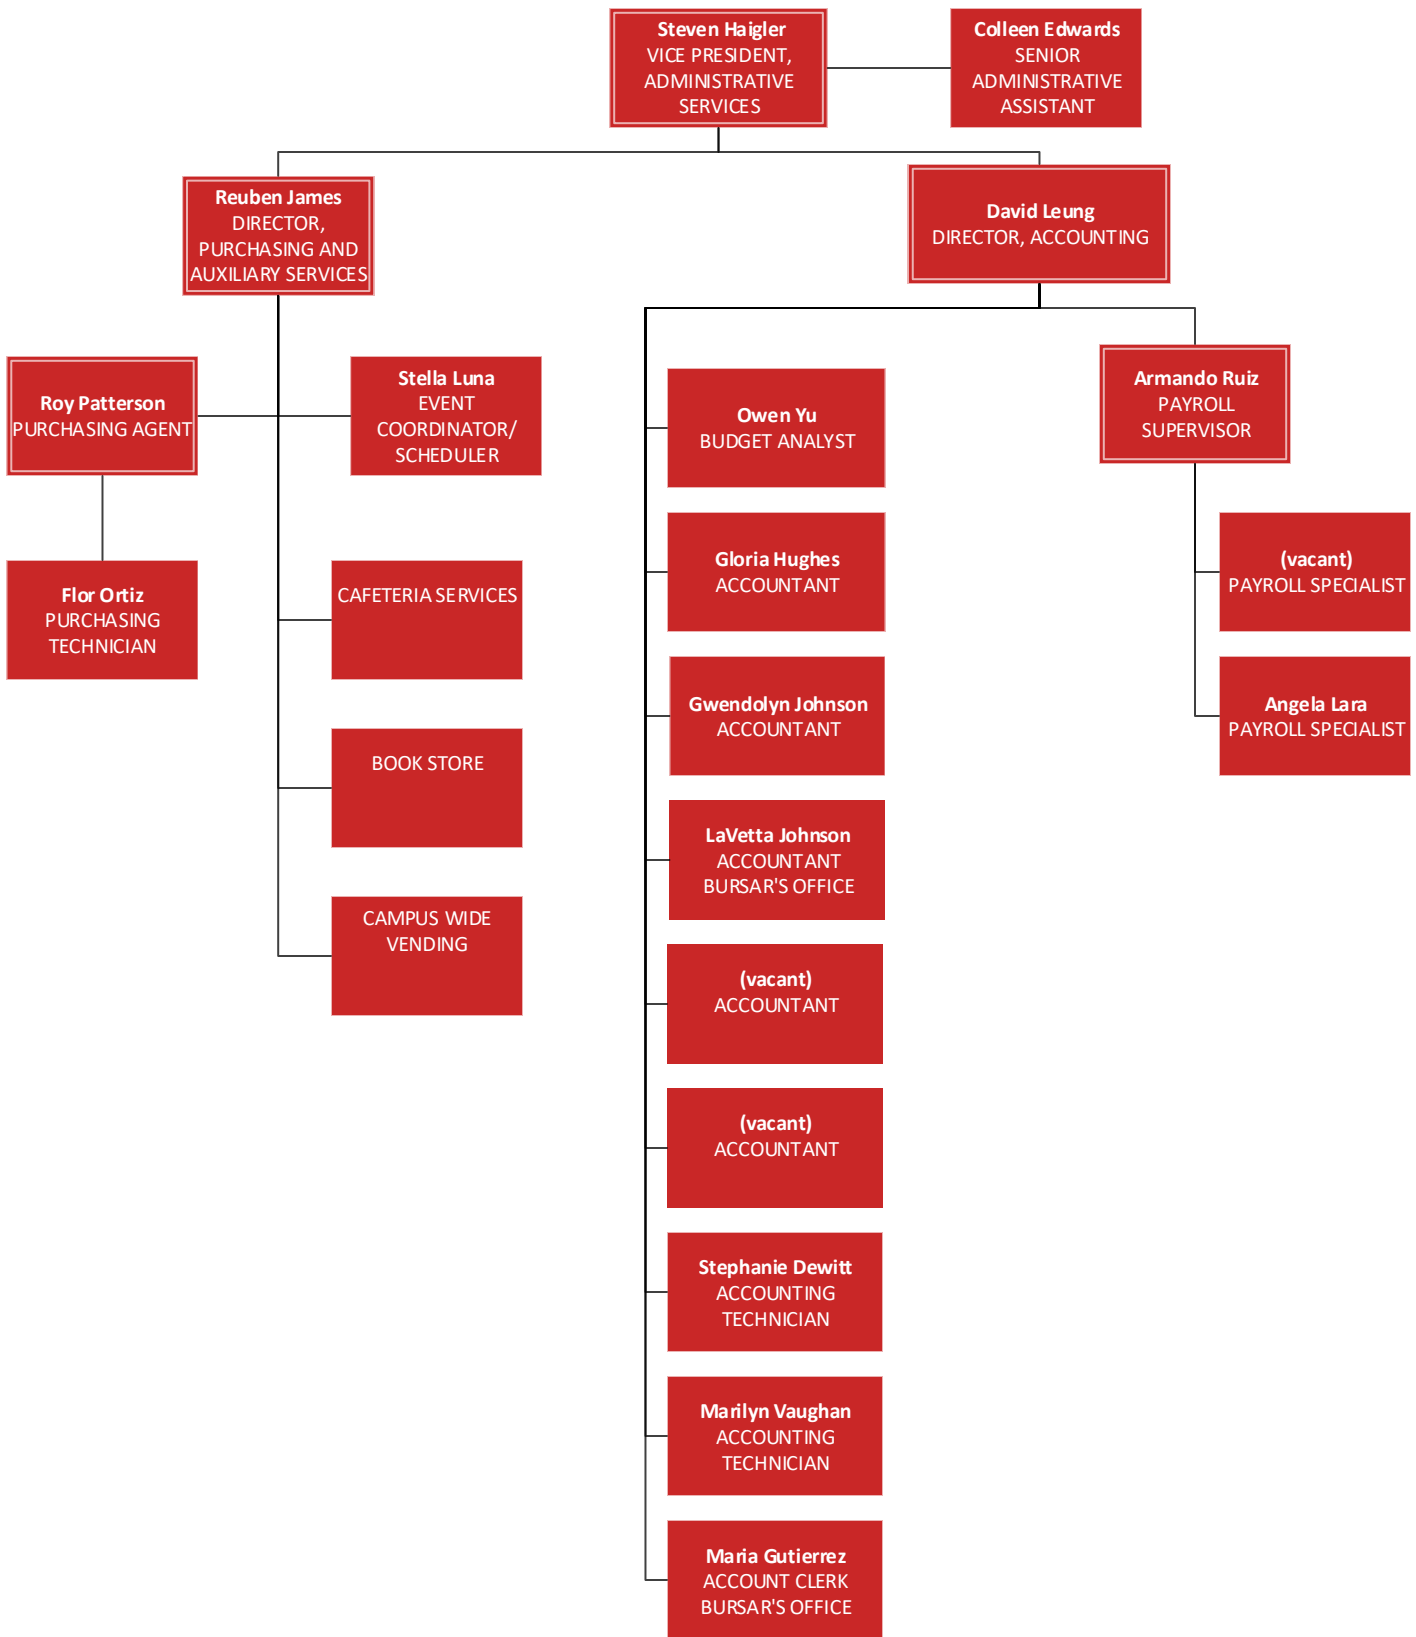 Steven Haigler
VICE PRESIDENT,
ADMINISTRATIVE
SERVICES
Colleen Edwards
SENIOR
ADMINISTRATIVE
ASSISTANT
Reuben James
DIRECTOR,
PURCHASING AND
AUXILIARY SERVICES
David Leung
DIRECTOR, ACCOUNTING
Roy Patterson
PURCHASING AGENT
Stella Luna
EVENT
COORDINATOR/
SCHEDULER
Flor Ortiz
PURCHASING
TECHNICIAN
CAFETERIA SERVICES
BOOK STORE
CAMPUS WIDE
VENDING
Owen Yu
BUDGET ANALYST
Gloria Hughes
ACCOUNTANT
Gwendolyn Johnson
ACCOUNTANT
LaVetta Johnson
ACCOUNTANT
BURSAR'S OFFICE
(vacant)
ACCOUNTANT
(vacant)
ACCOUNTANT
Stephanie Dewitt
ACCOUNTING
TECHNICIAN
Marilyn Vaughan
ACCOUNTING
TECHNICIAN
Maria Gutierrez
ACCOUNT CLERK
BURSAR'S OFFICE
Armando Ruiz
PAYROLL
SUPERVISOR
(vacant)
PAYROLL SPECIALIST
Angela Lara
PAYROLL SPECIALIST